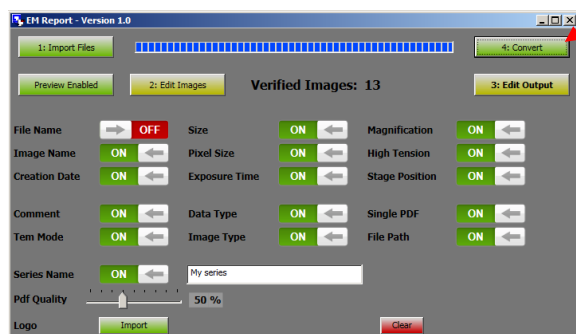 EM Report - Version 1.0
1: Import Files 4: Convert
Preview Enabled 2: Edit Images Verified Images: 13 3: Edit Output
File Name OFF Size ON Magnification ON
Image Name ON Pixel Size ON High Tension ON
Creation Date ON Exposure Time ON Stage Position ON
Comment ON Data Type ON Single PDF ON
Tem Mode ON Image Type ON File Path ON
Series Name ON My series
Pdf Quality 50 %
Logo Import Clear